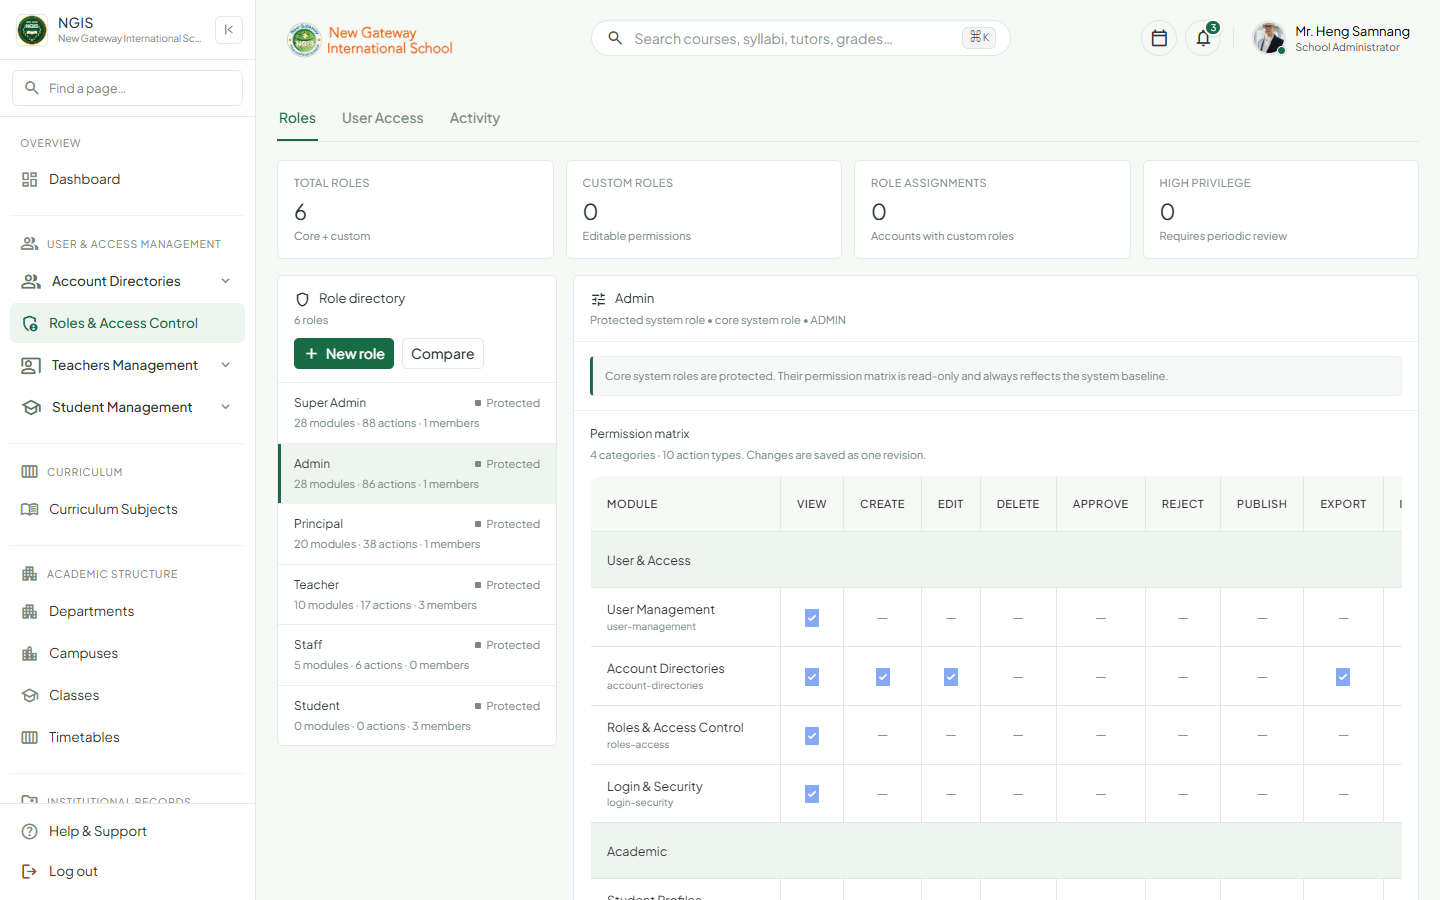 NGIS
New Gateway International Sc...
Find a page...
OVERVIEW
Dashboard
USER & ACCESS MANAGEMENT
Account Directories
Roles & Access Control
Teachers Management
Student Management
CURRICULUM
Curriculum Subjects
ACADEMIC STRUCTURE
Departments
Campuses
Classes
Timetables
INSTITUTIONAL RECORDS
Help & Support
Log out
New Gateway
International School
Search courses, syllabi, tutors, grades...
⌘K
3
Mr. Heng Samnang
School Administrator
Roles
User Access
Activity
TOTAL ROLES
6
Core + custom
CUSTOM ROLES
0
Editable permissions
ROLE ASSIGNMENTS
0
Accounts with custom roles
HIGH PRIVILEGE
0
Requires periodic review
Role directory
6 roles
+ New role
Compare
Super Admin
Protected
28 modules · 88 actions · 1 members
Admin
Protected
28 modules · 86 actions · 1 members
Principal
Protected
20 modules · 38 actions · 1 members
Teacher
Protected
10 modules · 17 actions · 3 members
Staff
Protected
5 modules · 6 actions · 0 members
Student
Protected
0 modules · 0 actions · 3 members
Admin
Protected system role • core system role • ADMIN
Core system roles are protected. Their permission matrix is read-only and always reflects the system baseline.
Permission matrix
4 categories · 10 action types. Changes are saved as one revision.
MODULE VIEW CREATE EDIT DELETE APPROVE REJECT PUBLISH EXPORT
User & Access
User Management
— — — — — — —
user-management
Account Directories
— — — —
account-directories
Roles & Access Control
— — — — — — —
roles-access
Login & Security
— — — — — — —
login-security
Academic
Student Profiles